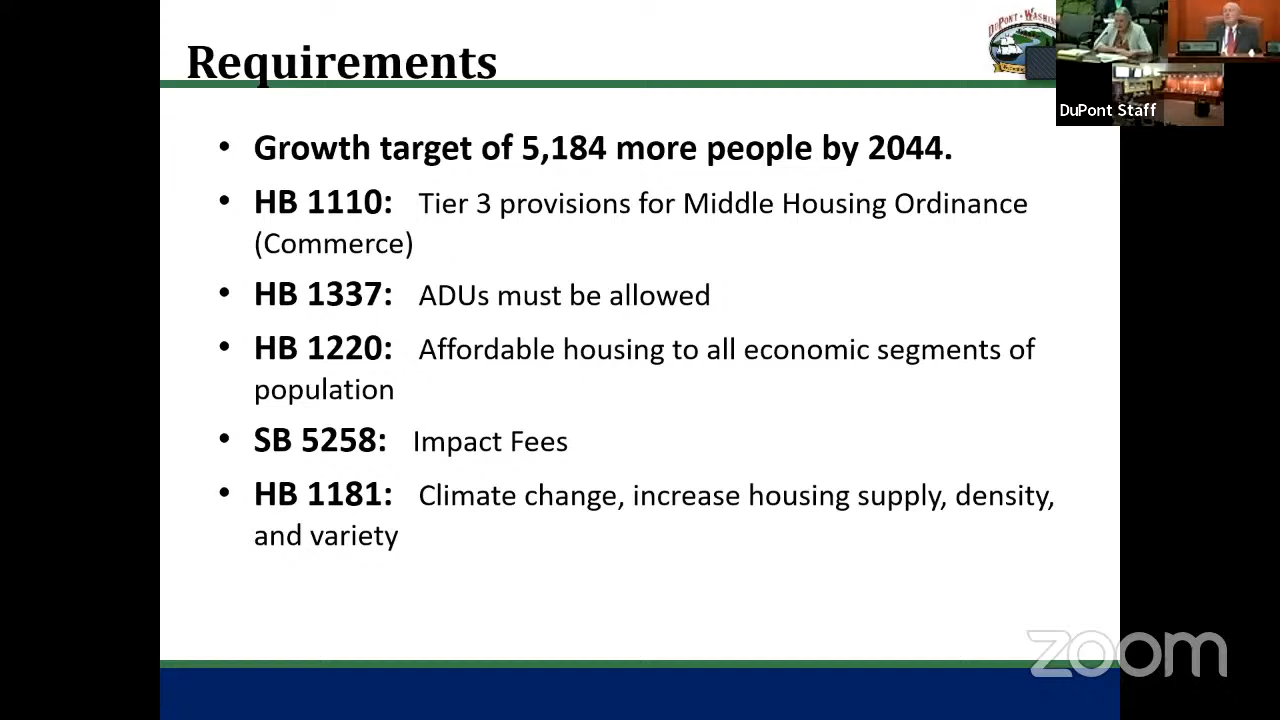 Requirements
DUPONT WASHI
DuPont Staff
• Growth target of 5,184 more people by 2044.
• HB 1110: Tier 3 provisions for Middle Housing Ordinance
(Commerce)
• HB 1337: ADUs must be allowed
• HB 1220: Affordable housing to all economic segments of
population
• SB 5258: Impact Fees
• HB 1181: Climate change, increase housing supply, density,
and variety
zoom